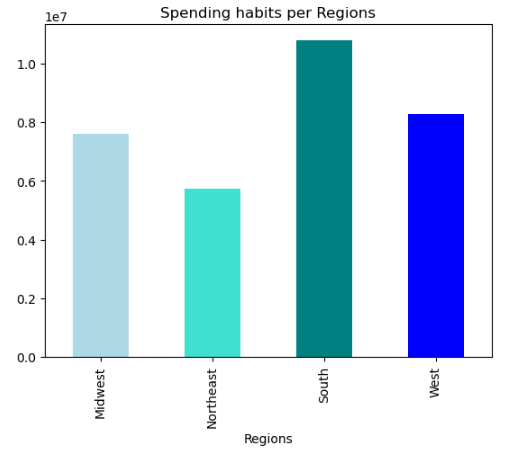 Spending habits per Regions
1e7
1.0
0.8
0.6
0.4
0.2
0.0
Midwest
Northeast
South
West
Regions